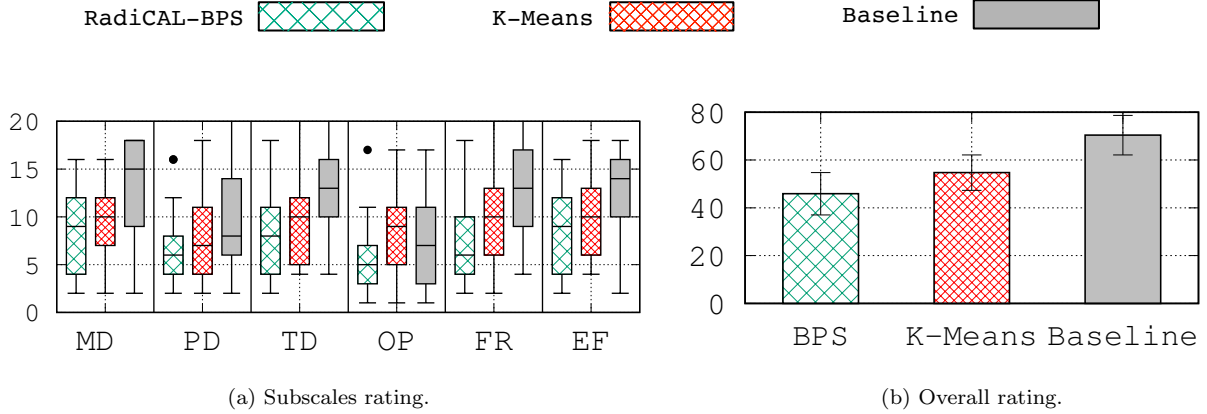 RadiCAL-BPS K-Means Baseline
20
15
10
5
0
MD PD TD OP FR EF
80
60
40
20
0
BPS K-Means Baseline
(a) Subscales rating.
(b) Overall rating.